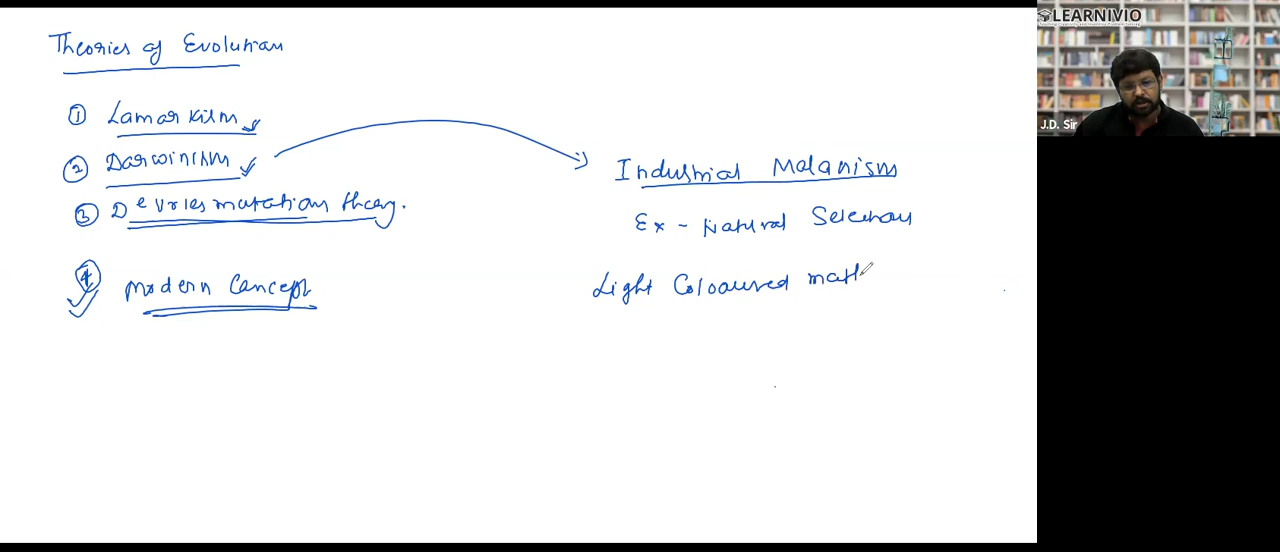 Theories of Evolution
① Lamarkism
② Darwinism
③ Devries mutation theory.
④ Modern Concept
Industrial Malanism
Ex - Natural Selection
Light Coloured moth
LEARNIVIO
J.D. Sir